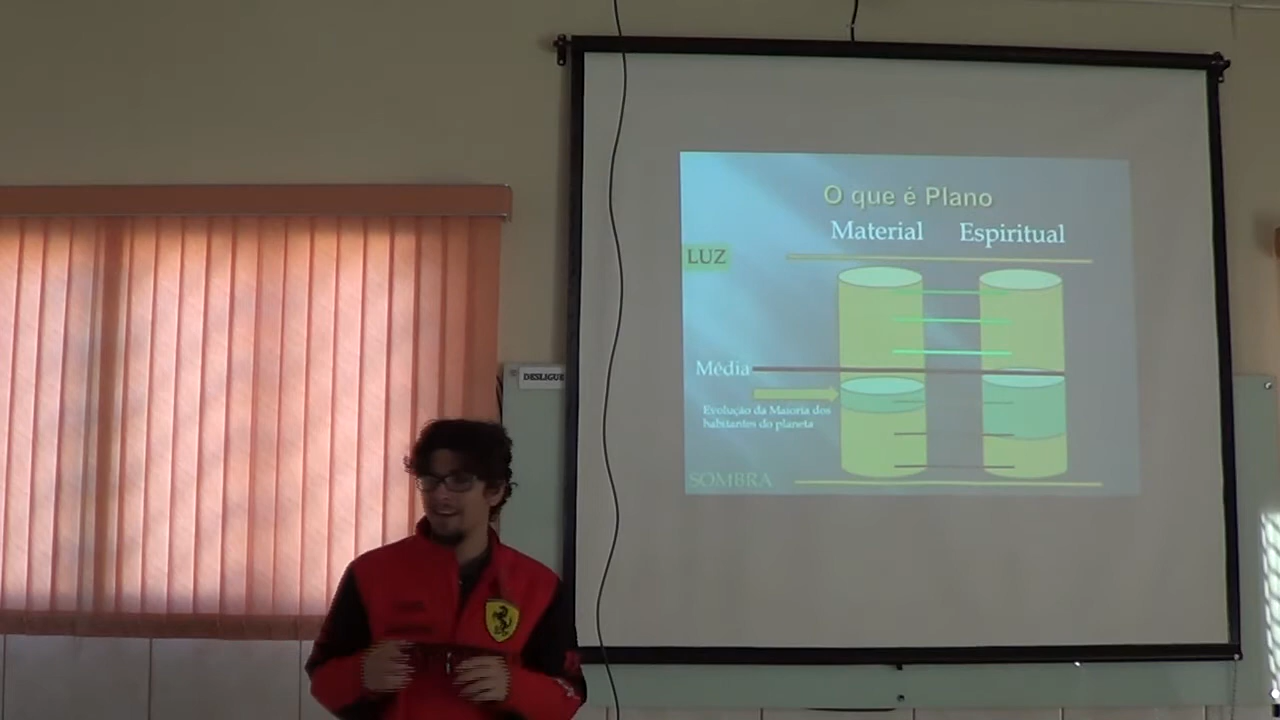 O que é Plano
Material Espiritual
LUZ
Média
Evolução da Maioria dos
habitantes do planeta
SOMBRA
DESLIGUE